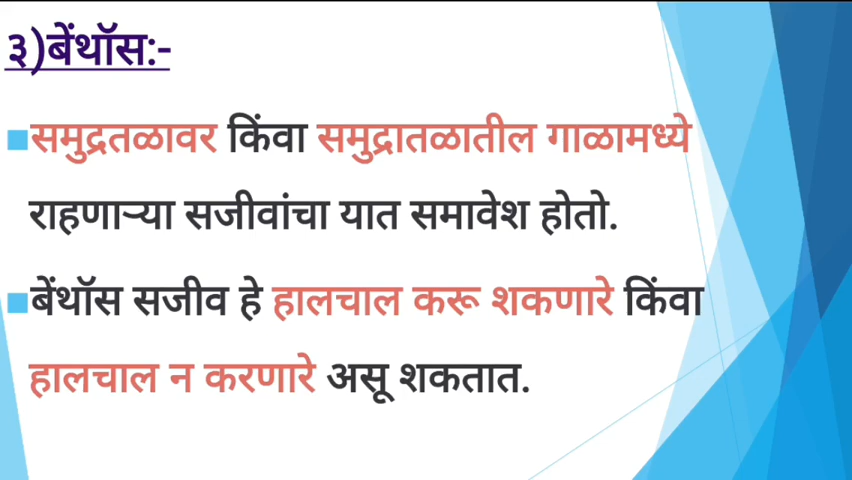 ३)बेंथॉस:-
समुद्रतळावर किंवा समुद्रातळातील गाळामध्ये
राहणाऱ्या सजीवांचा यात समावेश होतो.
बेंथॉस सजीव हे हालचाल करू शकणारे किंवा
हालचाल न करणारे असू शकतात.